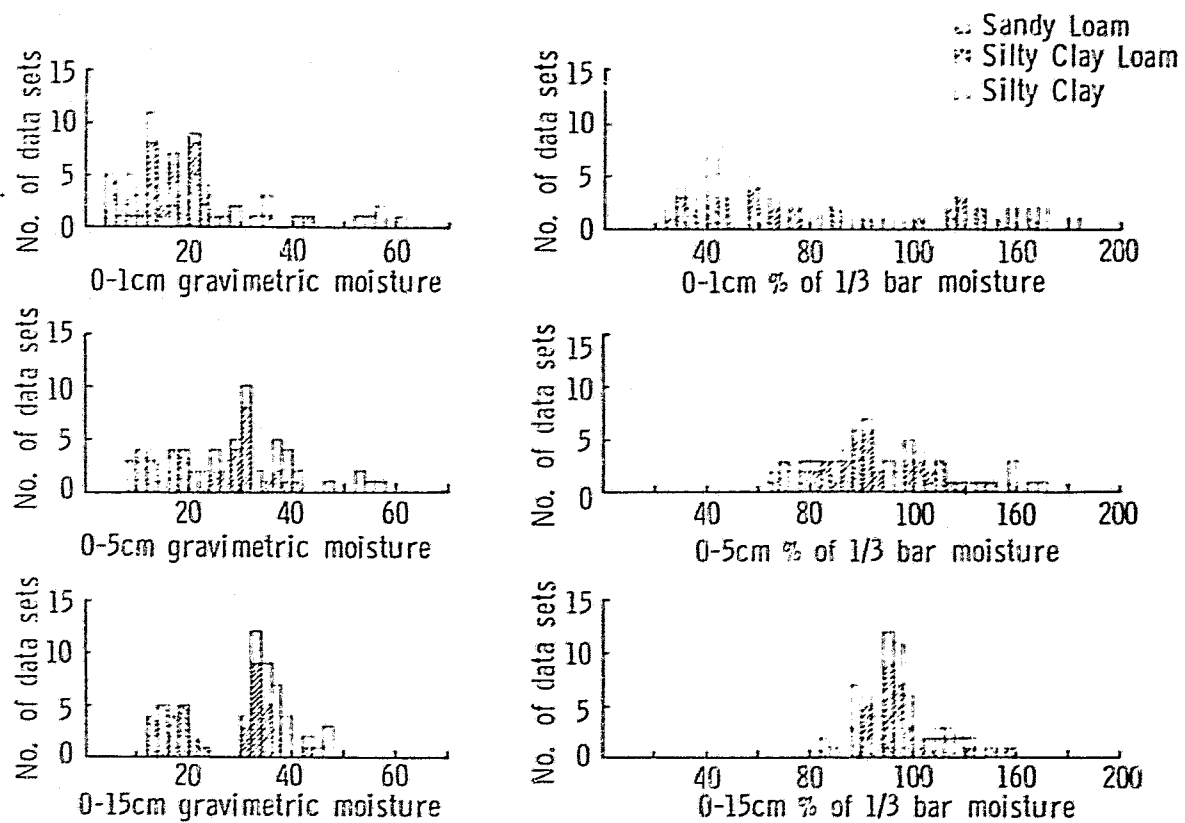 Sandy Loam
Silty Clay Loam
Silty Clay
No. of data sets
15
10
5
0
20 40 60
0-1cm gravimetric moisture
No. of data sets
15
10
5
0
40 80 100 160 200
0-1cm % of 1/3 bar moisture
No. of data sets
15
10
5
0
20 40 60
0-5cm gravimetric moisture
No. of data sets
15
10
5
0
40 80 100 160 200
0-5cm % of 1/3 bar moisture
No. of data sets
15
10
5
0
20 40 60
0-15cm gravimetric moisture
No. of data sets
15
10
5
0
40 80 100 160 200
0-15cm % of 1/3 bar moisture